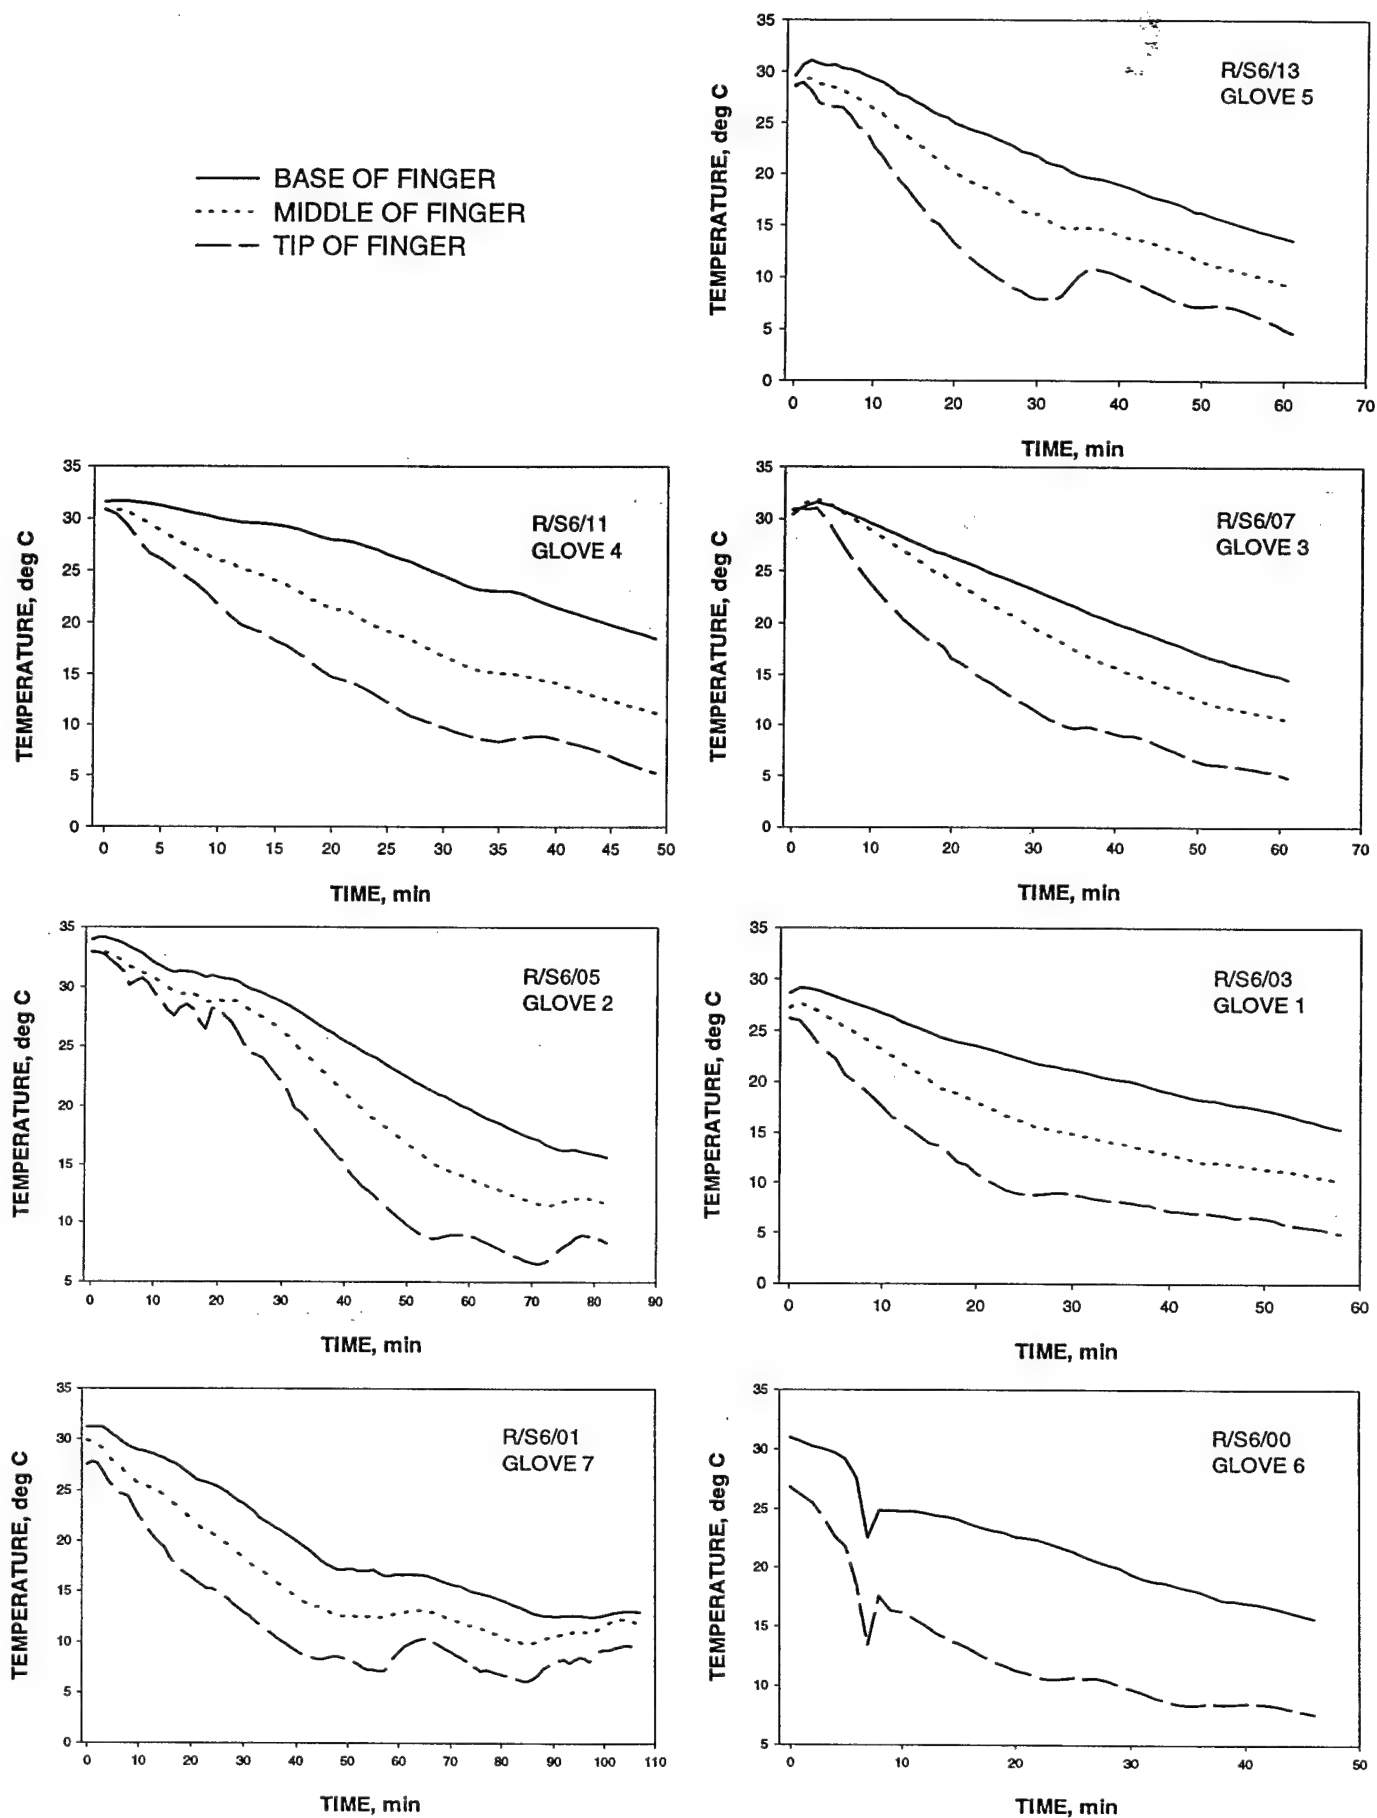 BASE OF FINGER
MIDDLE OF FINGER
TIP OF FINGER
35
30
25
20
15
10
5
0
TEMPERATURE, deg C
R/S6/13
GLOVE 5
0 10 20 30 40 50 60 70
TIME, min
35
30
25
20
15
10
5
0
TEMPERATURE, deg C
R/S6/11
GLOVE 4
0 5 10 15 20 25 30 35 40 45 50
TIME, min
35
30
25
20
15
10
5
0
TEMPERATURE, deg C
R/S6/07
GLOVE 3
0 10 20 30 40 50 60 70
TIME, min
35
30
25
20
15
10
5
TEMPERATURE, deg C
R/S6/05
GLOVE 2
0 10 20 30 40 50 60 70 80 90
TIME, min
35
30
25
20
15
10
5
0
TEMPERATURE, deg C
R/S6/03
GLOVE 1
0 10 20 30 40 50 60
TIME, min
35
30
25
20
15
10
5
0
TEMPERATURE, deg C
R/S6/01
GLOVE 7
0 10 20 30 40 50 60 70 80 90 100 110
TIME, min
35
30
25
20
15
10
5
TEMPERATURE, deg C
R/S6/00
GLOVE 6
0 10 20 30 40 50
TIME, min